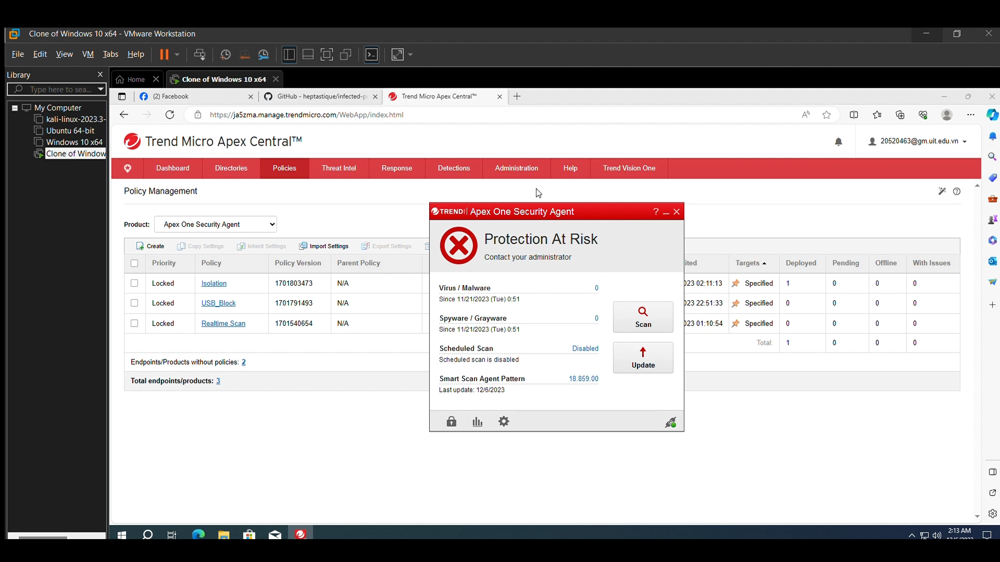 Clone of Windows 10 x64 - VMware Workstation
File Edit View VM Tabs Help
Library
Type here to sea...
My Computer
kali-linux-2023.3-
Ubuntu 64-bit
Windows 10 x64
Clone of Window
Home
Clone of Windows 10 x64
(2) Facebook
GitHub - heptastique/infected-p
Trend Micro Apex Central™
https://ja5zma.manage.trendmicro.com/WebApp/index.html
Trend Micro Apex Central™
20520463@gm.uit.edu.vn
Dashboard Directories Policies Threat Intel Response Detections Administration Help Trend Vision One
Policy Management
Product: Apex One Security Agent
Create Copy Settings Inherit Settings Import Settings Export Settings
Priority Policy Policy Version Parent Policy ited Targets Deployed Pending Offline With Issues
Locked Isolation 1701803473 N/A 023 02:11:13 Specified 1 0 0 0
Locked USB_Block 1701791493 N/A 023 22:51:33 Specified 0 0 0 0
Locked Realtime Scan 1701540654 N/A 023 01:10:54 Specified 0 0 0 0
Total: 1 0 0 0
Endpoints/Products without policies: 2
Total endpoints/products: 3
TREND Apex One Security Agent
Protection At Risk
Contact your administrator
Virus / Malware 0
Since 11/21/2023 (Tue) 0:51
Spyware / Grayware 0
Since 11/21/2023 (Tue) 0:51
Scheduled Scan Disabled
Scheduled scan is disabled
Smart Scan Agent Pattern 18.859.00
Last update: 12/6/2023
Scan
Update
2:13 AM